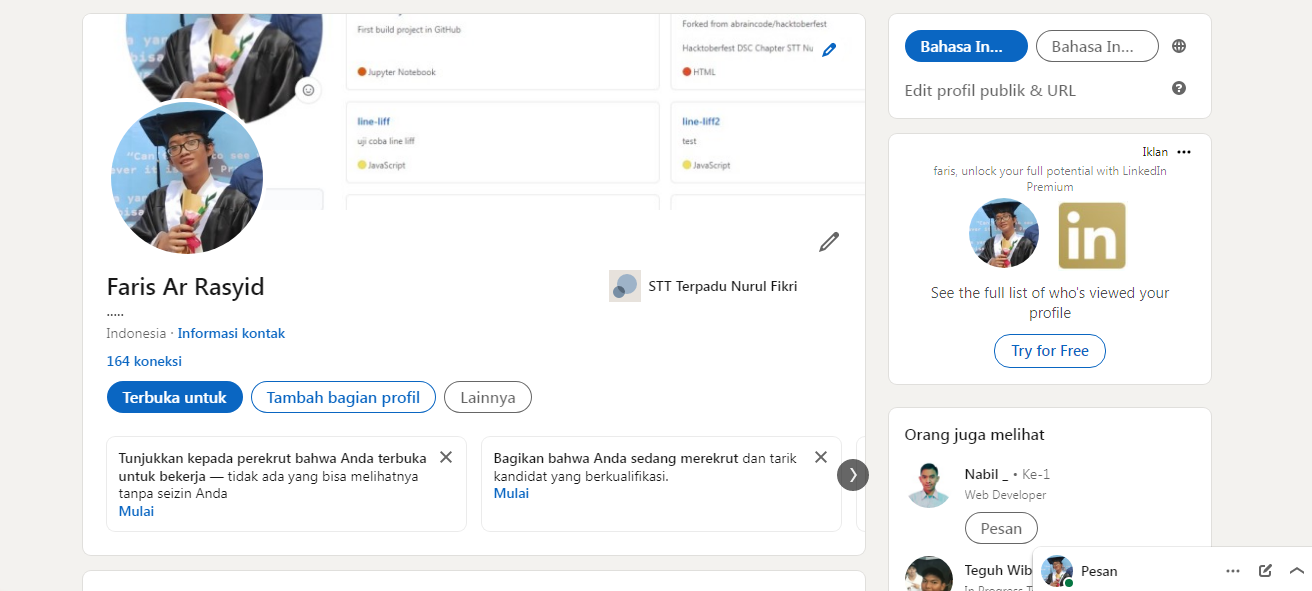 First build project in GitHub
Jupyter Notebook
Forked from abraincode/hacktoberfest
Hacktoberfest DSC Chapter STT Nu
HTML
line-liff
uji coba line liff
JavaScript
line-liff2
test
JavaScript
Faris Ar Rasyid
.....
Indonesia · Informasi kontak
164 koneksi
STT Terpadu Nurul Fikri
Terbuka untuk
Tambah bagian profil
Lainnya
Tunjukkan kepada perekrut bahwa Anda terbuka
untuk bekerja — tidak ada yang bisa melihatnya
tanpa seizin Anda
Mulai
Bagikan bahwa Anda sedang merekrut dan tarik
kandidat yang berkualifikasi.
Mulai
Bahasa In...
Bahasa In...
Edit profil publik & URL
Iklan
faris, unlock your full potential with LinkedIn
Premium
in
See the full list of who's viewed your
profile
Try for Free
Orang juga melihat
Nabil _ • Ke-1
Web Developer
Pesan
Teguh Wib
In Progress T
Pesan